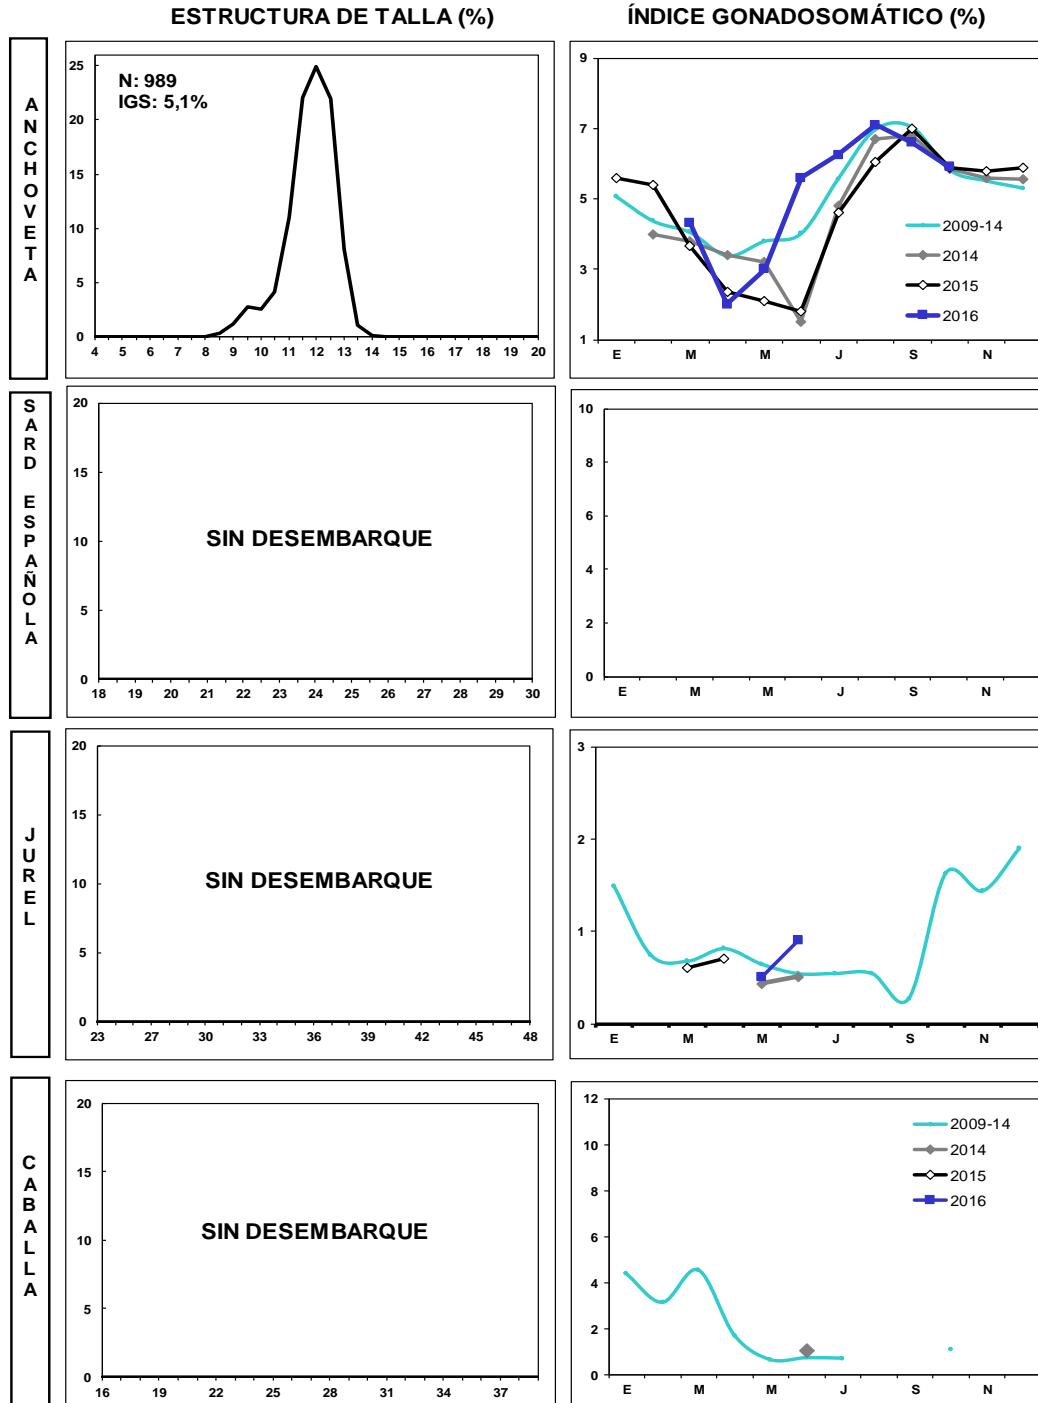 ESTRUCTURA DE TALLA (%)
ÍNDICE GONADOSOMÁTICO (%)
ANCHOVETA
N: 989
IGS: 5,1%
25
20
15
10
5
0
4 5 6 7 8 9 10 11 12 13 14 15 16 17 18 19 20
9
7
5
3
1
E M M J S N
2009-14
2014
2015
2016
SARD ESPAÑOLA
20
15
10
5
0
SIN DESEMBARQUE
18 19 20 21 22 23 24 25 26 27 28 29 30
10
8
6
4
2
0
E M M J S N
JUREL
20
15
10
5
0
SIN DESEMBARQUE
23 27 30 33 36 39 42 45 48
3
2
1
0
E M M J S N
CABALLA
20
15
10
5
0
SIN DESEMBARQUE
16 19 22 25 28 31 34 37
12
10
8
6
4
2
0
2009-14
2014
2015
2016
E M M J S N